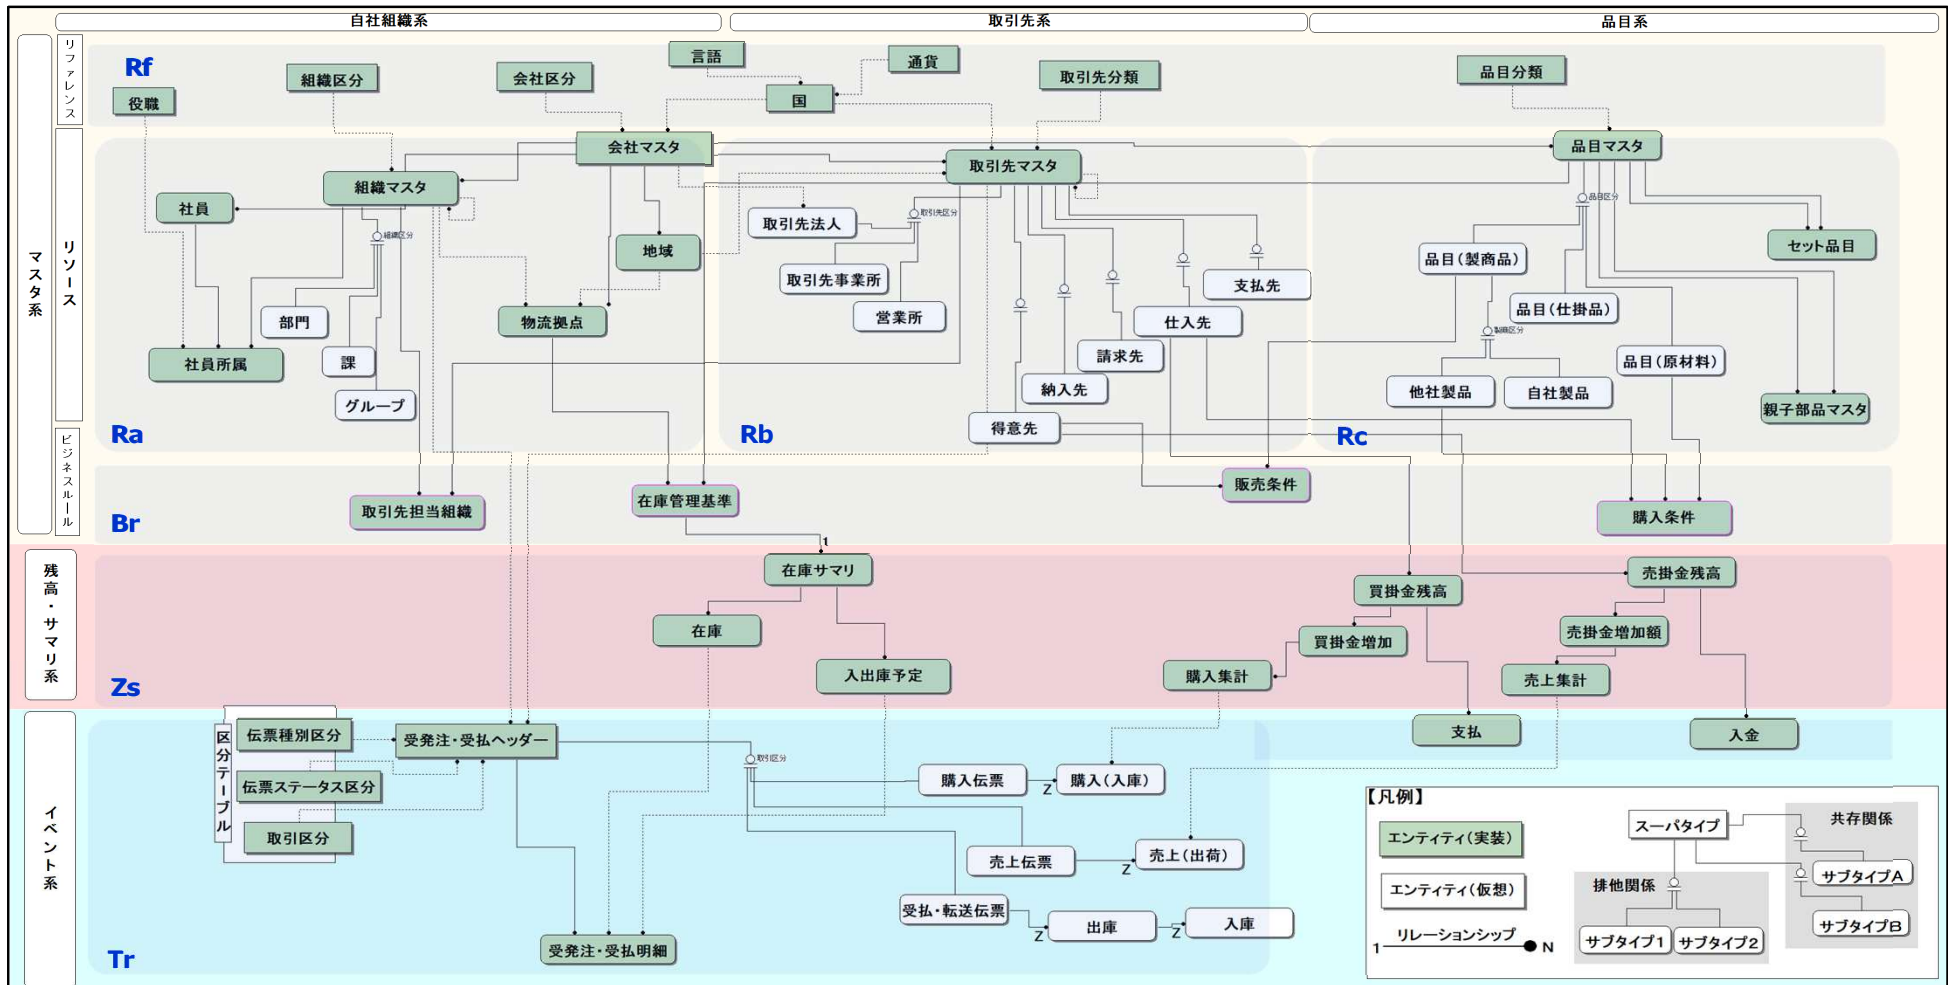 自社組織系
取引先系
品目系
マスタ系
リファレンス
リソース
ビジネスルール
残高・サマリ系
イベント系
Rf
役職
組織区分
会社区分
言語
国
通貨
取引先分類
品目分類
会社マスタ
組織マスタ
社員
組織区分
地域
部門
物流拠点
社員所属
課
グループ
Ra
取引先マスタ
取引先法人
取引先区分
取引先事業所
営業所
支払先
仕入先
請求先
納入先
得意先
Rb
品目マスタ
品目区分
セット品目
品目(製商品)
品目(仕掛品)
製商区分
品目(原材料)
他社製品
自社製品
親子部品マスタ
Rc
Br
取引先担当組織
在庫管理基準
販売条件
購入条件
1
在庫サマリ
買掛金残高
売掛金残高
在庫
買掛金増加
売掛金増加額
入出庫予定
購入集計
売上集計
Zs
区分テーブル
伝票種別区分
伝票ステータス区分
取引区分
受発注・受払ヘッダー
取引区分
支払
入金
購入伝票
Z
購入(入庫)
売上伝票
Z
売上(出荷)
受払・転送伝票
Z
出庫
Z
入庫
受発注・受払明細
Tr
【凡例】
エンティティ(実装)
エンティティ(仮想)
リレーションシップ
1
N
スーパタイプ
共存関係
サブタイプA
サブタイプB
排他関係
サブタイプ1
サブタイプ2